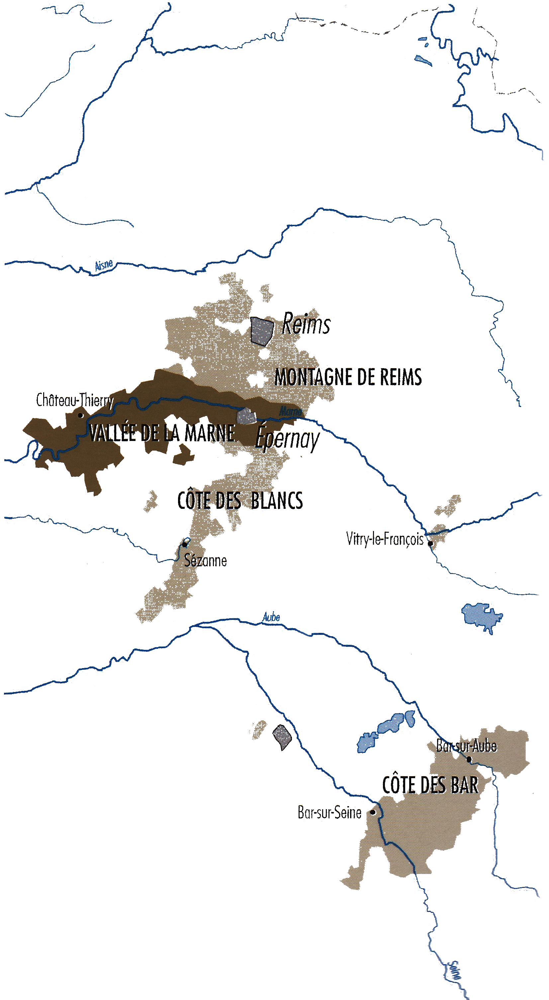 Aisne
Reims
MONTAGNE DE REIMS
Château-Thierry
Marne
VALLÉE DE LA MARNE
Épernay
CÔTE DES BLANCS
Vitry-le-François
Sézanne
Aube
Bar-sur-Aube
CÔTE DES BAR
Bar-sur-Seine
Seine